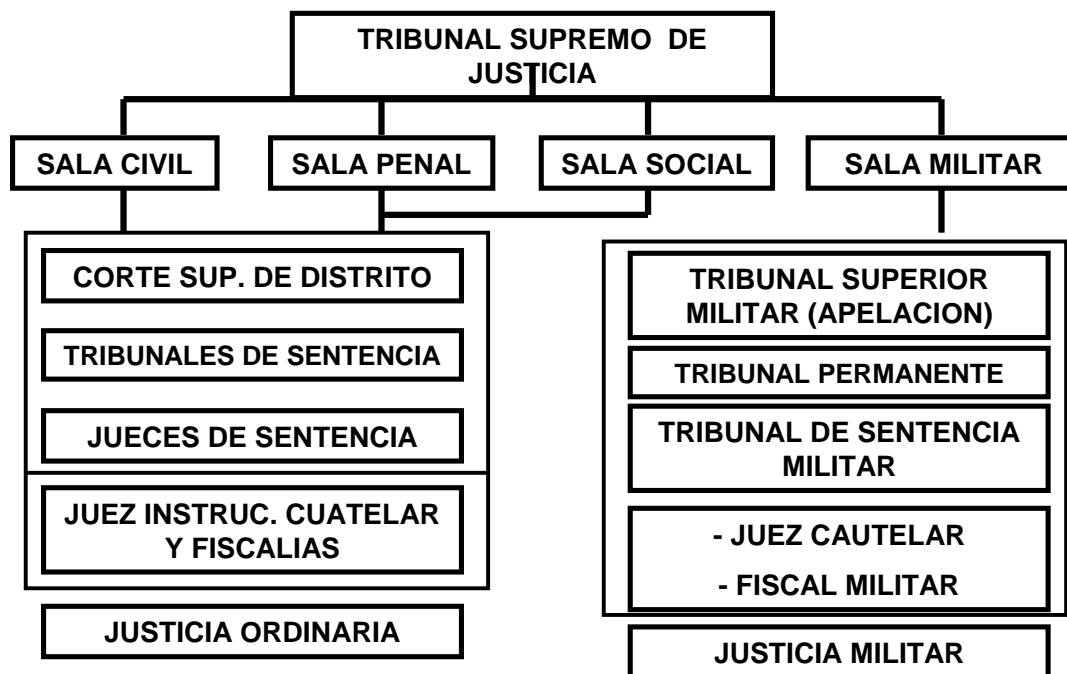 TRIBUNAL SUPREMO DE
JUSTICIA
SALA CIVIL
SALA PENAL
SALA SOCIAL
SALA MILITAR
CORTE SUP. DE DISTRITO
TRIBUNALES DE SENTENCIA
JUECES DE SENTENCIA
JUEZ INSTRUC. CUATELAR
Y FISCALIAS
JUSTICIA ORDINARIA
TRIBUNAL SUPERIOR
MILITAR (APELACION)
TRIBUNAL PERMANENTE
TRIBUNAL DE SENTENCIA
MILITAR
- JUEZ CAUTELAR
- FISCAL MILITAR
JUSTICIA MILITAR